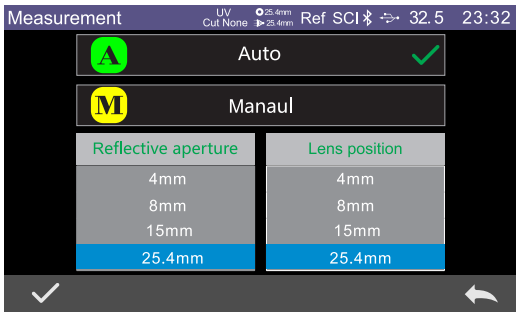 Measurement UV Cut None 25.4mm 25.4mm Ref SCI 32.5 23:32
A Auto
M Manaul
Reflective aperture Lens position
4mm 4mm
8mm 8mm
15mm 15mm
25.4mm 25.4mm